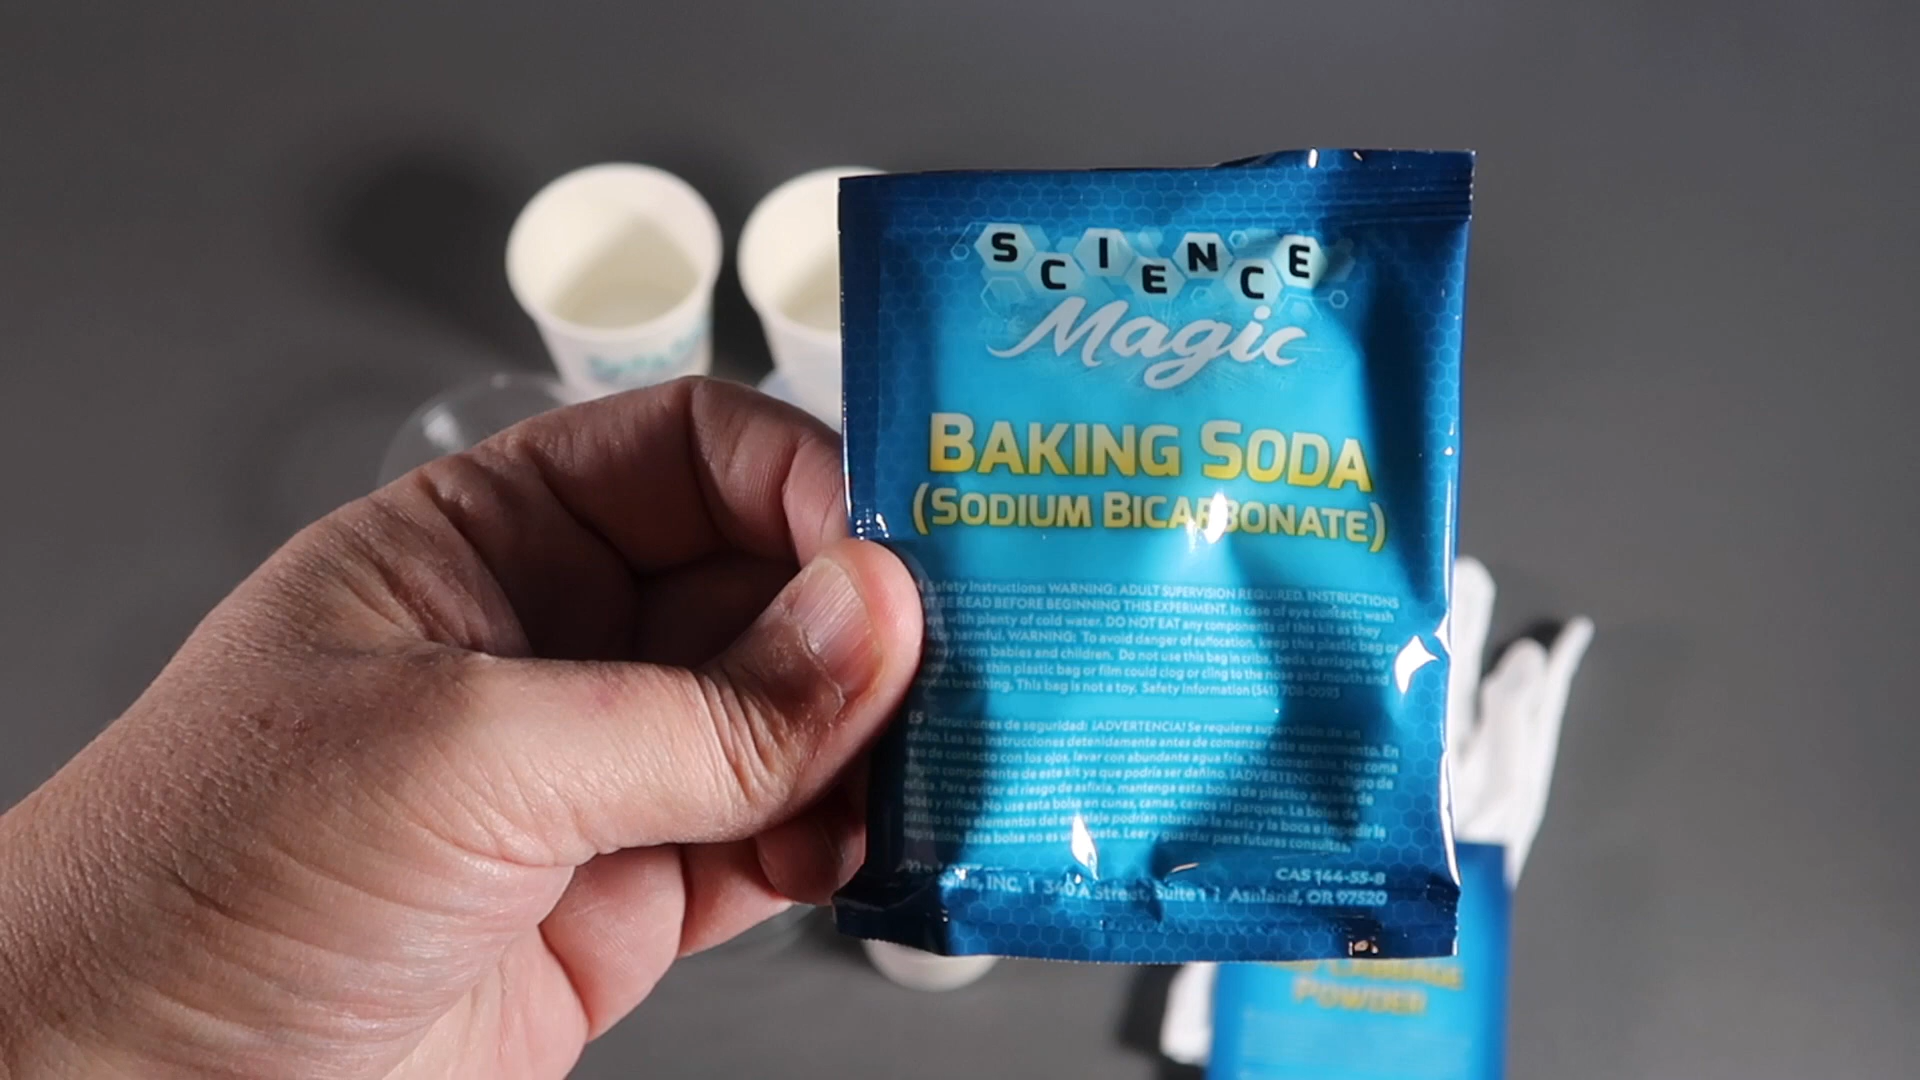 SCIENCE
Magic
BAKING SODA
(SODIUM BICARBONATE)
Safety Instructions: WARNING: ADULT SUPERVISION REQUIRED. INSTRUCTIONS
BE READ BEFORE BEGINNING THIS EXPERIMENT. In case of eye contact: wash
with plenty of cold water. DO NOT EAT any components of this kit as they
be harmful. WARNING: To avoid danger of suffocation, keep this plastic bag
from babies and children. Do not use this bag in cribs, beds, carriages, or
The thin plastic bag or film could clog or cling to the nose and mouth and
breathing. This bag is not a toy. Safety Information (541) 708-0095
ES Instrucciones de seguridad: ¡ADVERTENCIA! Se requiere supervisión de un
Lea las instrucciones detenidamente antes de comenzar este experimento. En
de contacto con los ojos, lavar con abundante agua fría. No comestible. No coma
componente de este kit ya que podría ser dañino. ¡ADVERTENCIA! Peligro de
Para evitar el riesgo de asfixia, mantenga esta bolsa de plástico alejada de
y niños. No use esta bolsa en cunas, camas, carros ni parques. La bolsa de
o los elementos del embalaje podrían obstruir la nariz y la boca e impedir la
Esta bolsa no es un juguete. Leer y guardar para futuras consultas.
CAS 144-55-8
Sales, INC. | 340 A Street, Suite 1 | Ashland, OR 97520
CABBAGE
POWDER